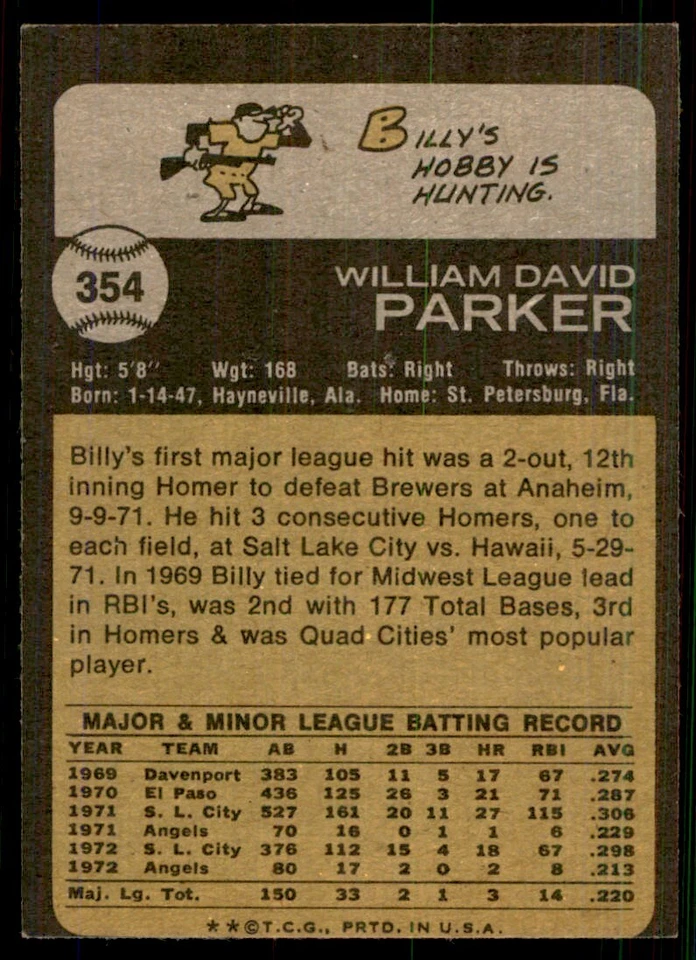 BILLY'S
HOBBY IS
HUNTING.
354
WILLIAM DAVID
PARKER
Hgt: 5'8" Wgt: 168 Bats: Right Throws: Right
Born: 1-14-47, Hayneville, Ala. Home: St. Petersburg, Fla.
Billy's first major league hit was a 2-out, 12th
inning Homer to defeat Brewers at Anaheim,
9-9-71. He hit 3 consecutive Homers, one to
each field, at Salt Lake City vs. Hawaii, 5-29-
71. In 1969 Billy tied for Midwest League lead
in RBI's, was 2nd with 177 Total Bases, 3rd
in Homers & was Quad Cities' most popular
player.
MAJOR & MINOR LEAGUE BATTING RECORD
YEAR TEAM AB H 2B 3B HR RBI AVG
1969 Davenport 383 105 11 5 17 67 .274
1970 El Paso 436 125 26 3 21 71 .287
1971 S. L. City 527 161 20 11 27 115 .306
1971 Angels 70 16 0 1 1 6 .229
1972 S. L. City 376 112 15 4 18 67 .298
1972 Angels 80 17 2 0 2 8 .213
Maj. Lg. Tot. 150 33 2 1 3 14 .220
**©T.C.G., PRTD. IN U.S.A.